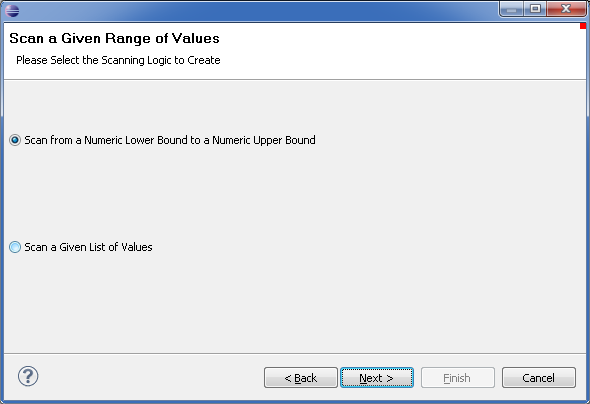 Scan a Given Range of Values
Please Select the Scanning Logic to Create
Scan from a Numeric Lower Bound to a Numeric Upper Bound
Scan a Given List of Values
?
< Back
Next >
Finish
Cancel